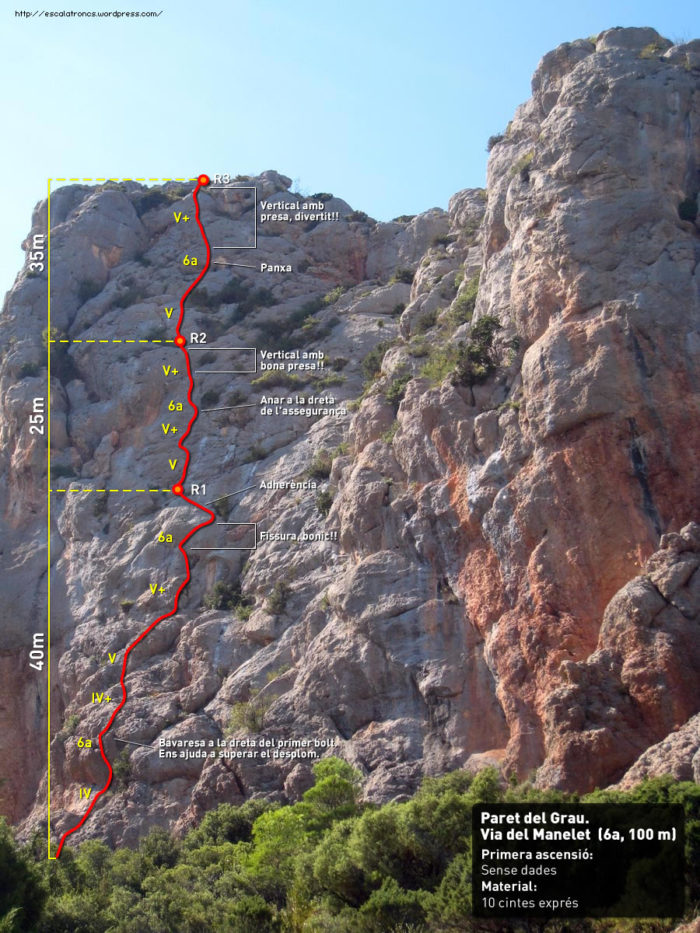 http://escalatroncs.wordpress.com/
R3
Vertical amb
presa, divertit!!
V+
35m
6a
Panxa
V
R2
Vertical amb
bona presa!!
V+
25m
6a
Anar a la dreta
de l'assegurança
V+
V
R1
Adherència
6a
Fissura, bonic!!
V+
40m
V
IV+
6a
Bavaresa a la dreta del primer bolt.
Ens ajuda a superar el desplom.
IV
Paret del Grau.
Via del Manelet (6a, 100 m)
Primera ascensió:
Sense dades
Material:
10 cintes exprés